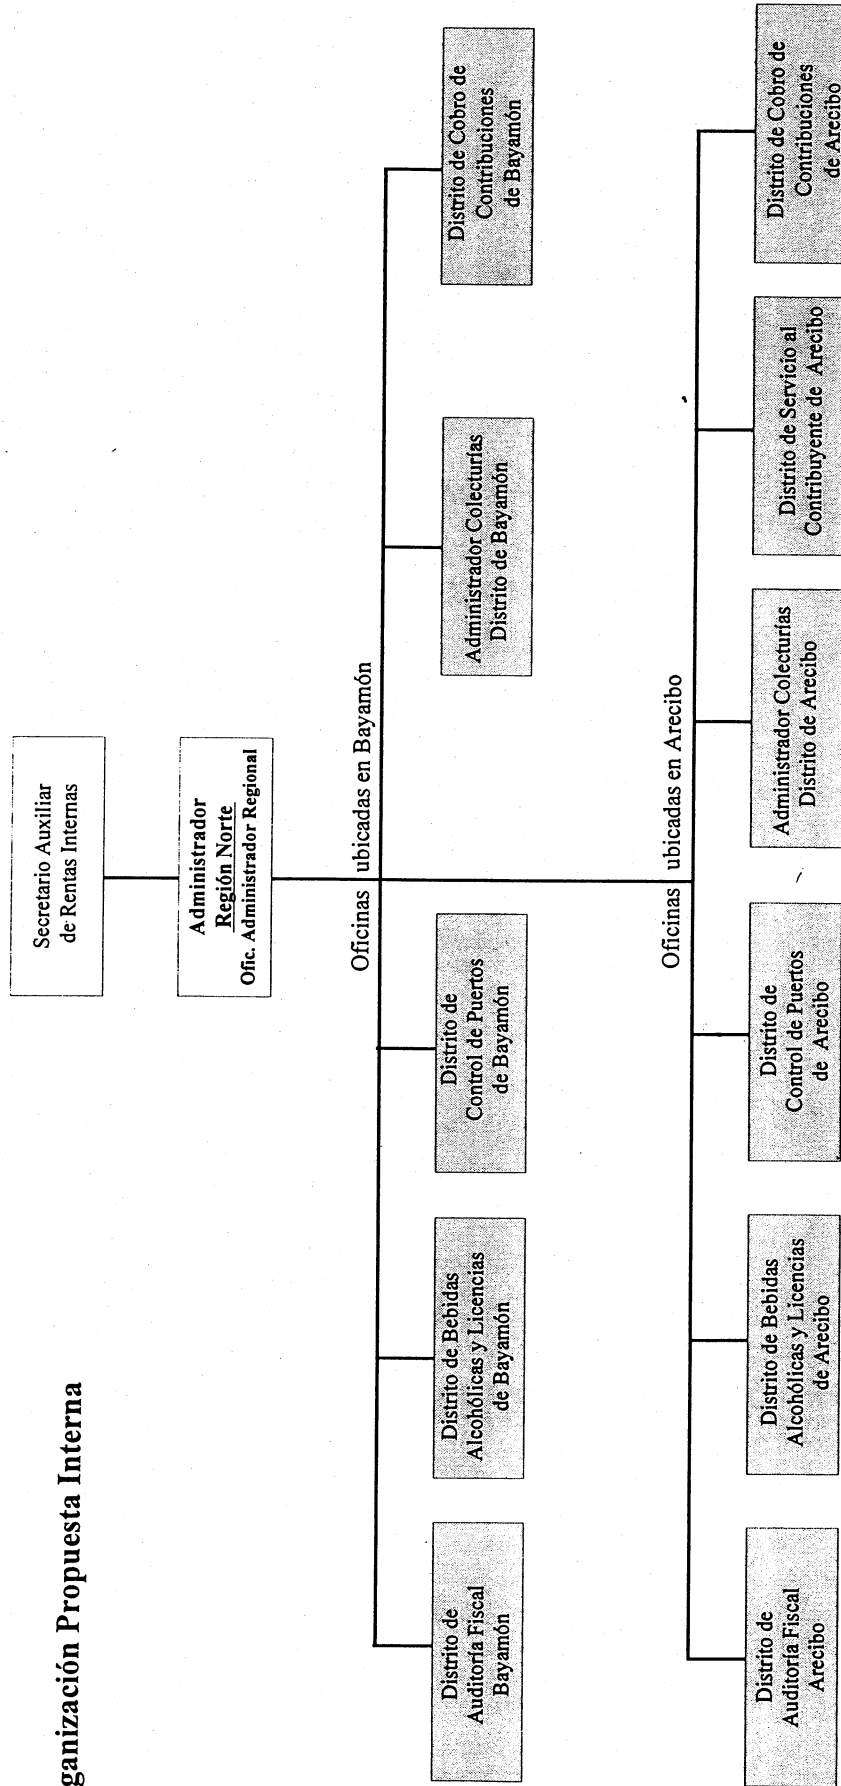 ganización Propuesta Interna
Secretario Auxiliar
de Rentas Internas
Administrador
Región Norte
Ofic. Administrador Regional
Oficinas ubicadas en Bayamón
Distrito de
Auditoría Fiscal
Bayamón
Distrito de Bebidas
Alcohólicas y Licencias
de Bayamón
Distrito de
Control de Puertos
de Bayamón
Administrador Colecturías
Distrito de Bayamón
Distrito de Cobro de
Contribuciones
de Bayamón
Oficinas ubicadas en Arecibo
Distrito de
Auditoría Fiscal
Arecibo
Distrito de Bebidas
Alcohólicas y Licencias
de Arecibo
Distrito de
Control de Puertos
de Arecibo
Administrador Colecturías
Distrito de Arecibo
Distrito de Servicio al
Contribuyente de Arecibo
Distrito de Cobro de
Contribuciones
de Arecibo